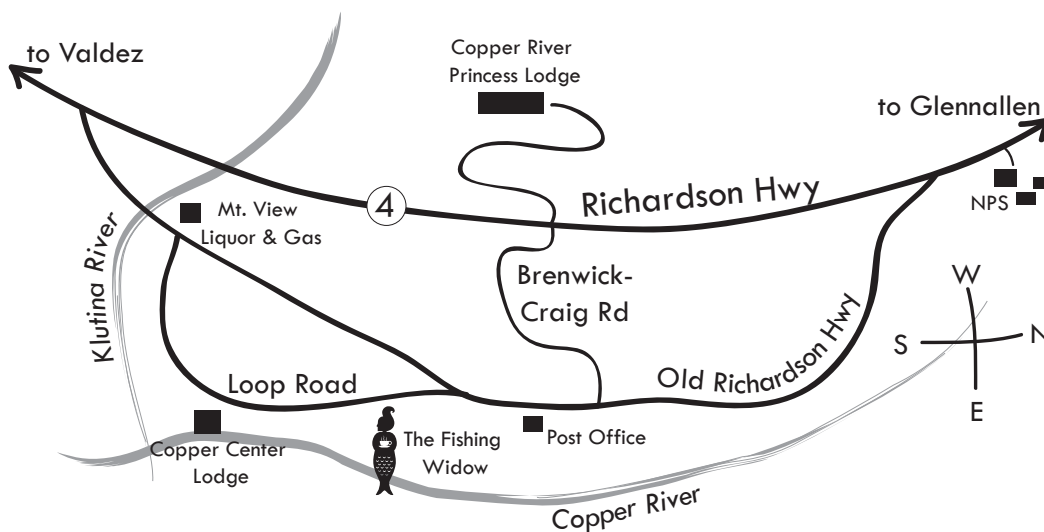 to Valdez
Copper River
Princess Lodge
to Glennallen
Richardson Hwy
4
NPS
Mt. View
Liquor & Gas
Klutina River
Brenwick-
Craig Rd
W
S
N
E
Old Richardson Hwy
Loop Road
The Fishing
Widow
Post Office
Copper Center
Lodge
Copper River